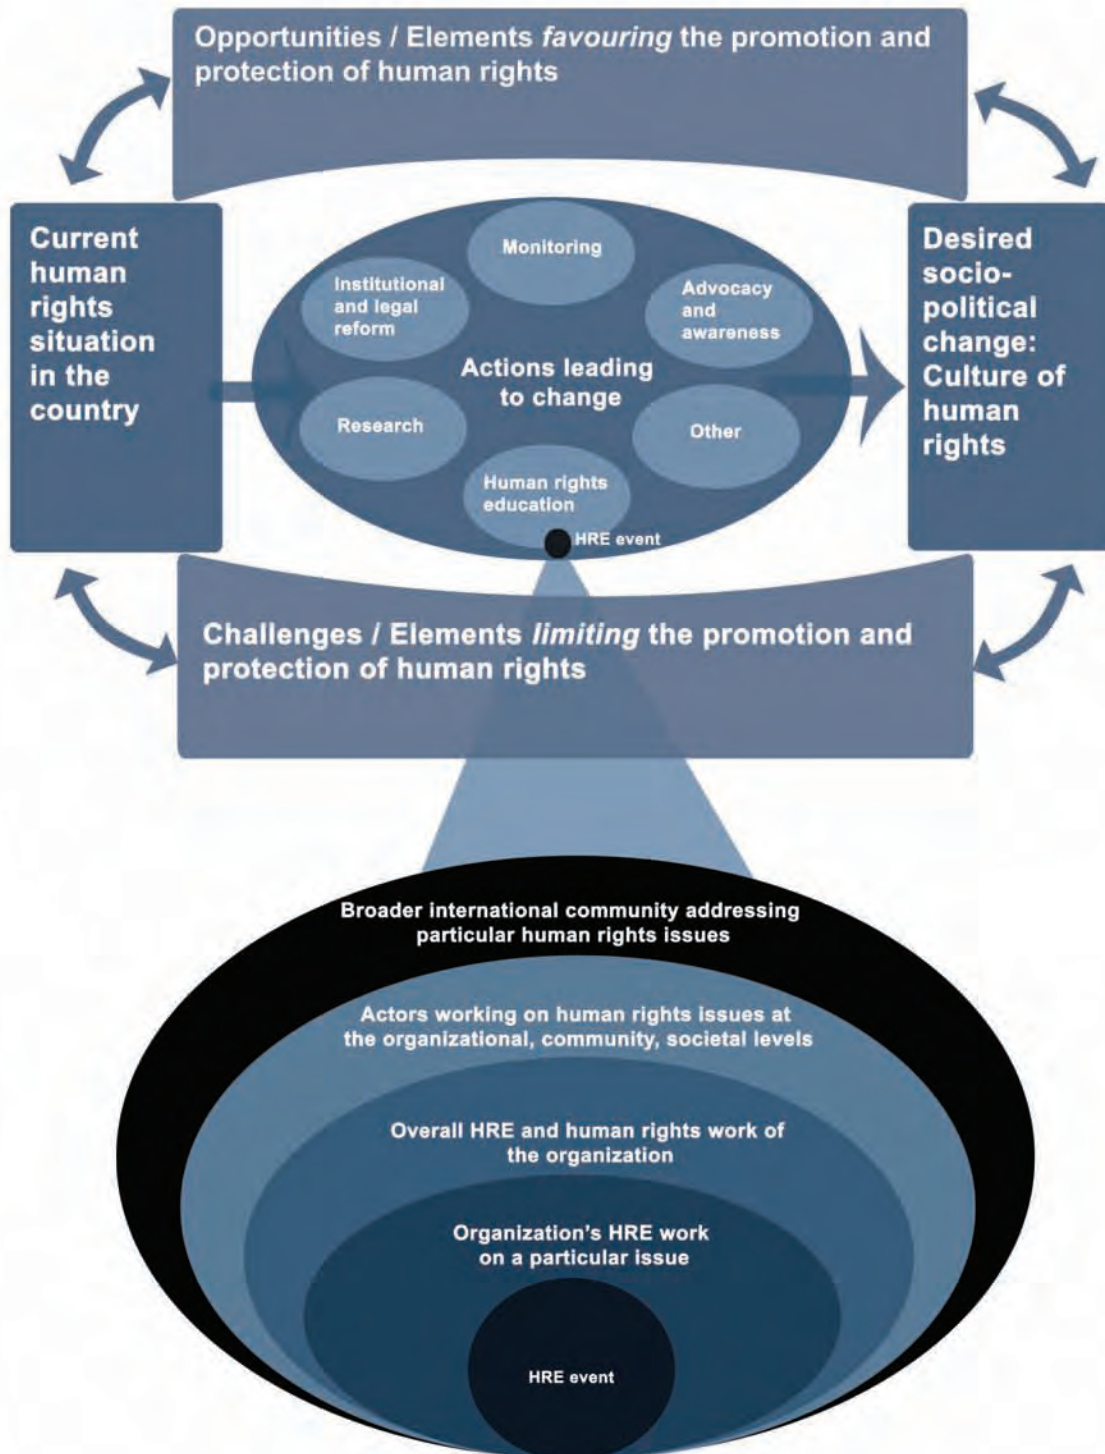 Opportunities / Elements favouring the promotion and
protection of human rights
Current
human
rights
situation
in the
country
Monitoring
Institutional
and legal
reform
Advocacy
and
awareness
Actions leading
to change
Research
Other
Human rights
education
HRE event
Desired
socio-
political
change:
Culture of
human
rights
Challenges / Elements limiting the promotion and
protection of human rights
Broader international community addressing
particular human rights issues
Actors working on human rights issues at
the organizational, community, societal levels
Overall HRE and human rights work of
the organization
Organization's HRE work
on a particular issue
HRE event